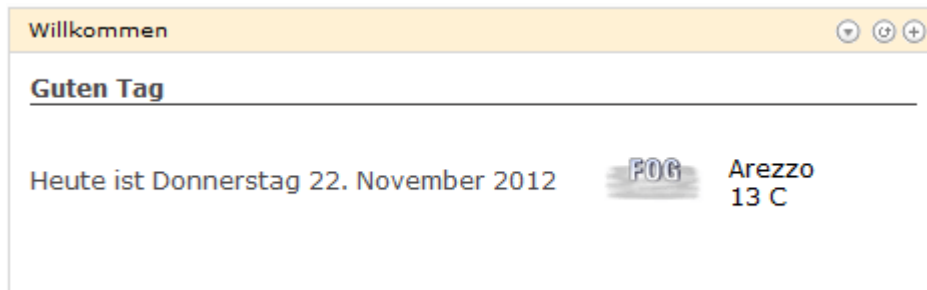 Willkommen
Guten Tag
Heute ist Donnerstag 22. November 2012
FOG
Arezzo
13 C